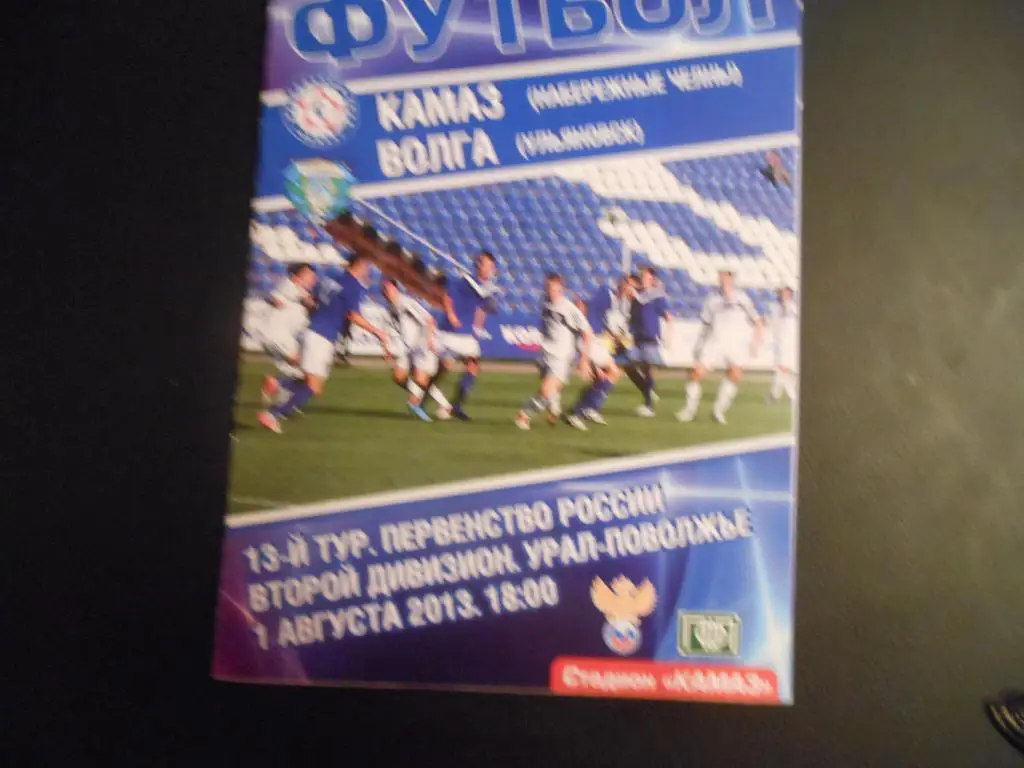 ФУТБОЛ
КАМАЗ (НАБЕРЕЖНЫЕ ЧЕЛНЫ)
ВОЛГА (УЛЬЯНОВСК)
13-Й ТУР. ПЕРВЕНСТВО РОССИИ
ВТОРОЙ ДИВИЗИОН. УРАЛ-ПОВОЛЖЬЕ
1 АВГУСТА 2013. 18:00
Стадион «КАМАЗ»